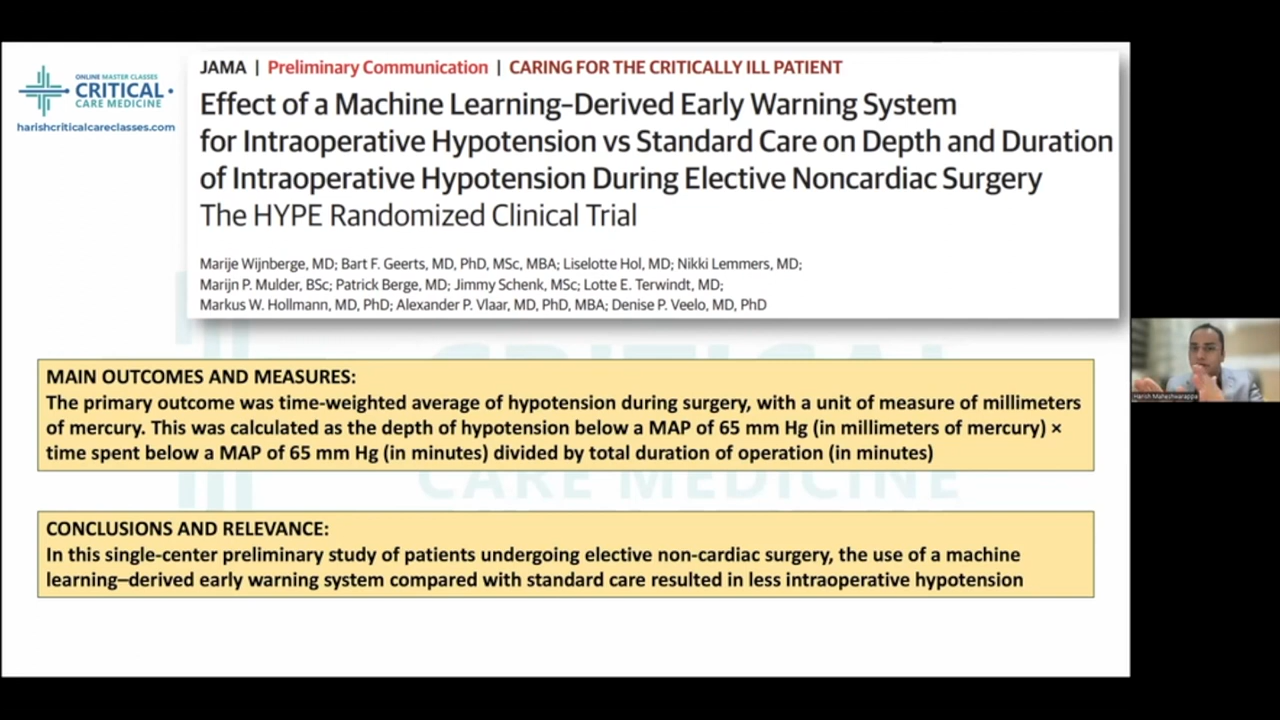 ONLINE MASTER CLASSES
CRITICAL
CARE MEDICINE
harishcriticalcareclasses.com
JAMA | Preliminary Communication | CARING FOR THE CRITICALLY ILL PATIENT
Effect of a Machine Learning–Derived Early Warning System
for Intraoperative Hypotension vs Standard Care on Depth and Duration
of Intraoperative Hypotension During Elective Noncardiac Surgery
The HYPE Randomized Clinical Trial
Marije Wijnberge, MD; Bart F. Geerts, MD, PhD, MSc, MBA; Liselotte Hol, MD; Nikki Lemmers, MD;
Marijn P. Mulder, BSc; Patrick Berge, MD; Jimmy Schenk, MSc; Lotte E. Terwindt, MD;
Markus W. Hollmann, MD, PhD; Alexander P. Vlaar, MD, PhD, MBA; Denise P. Veelo, MD, PhD
MAIN OUTCOMES AND MEASURES:
The primary outcome was time-weighted average of hypotension during surgery, with a unit of measure of millimeters
of mercury. This was calculated as the depth of hypotension below a MAP of 65 mm Hg (in millimeters of mercury) ×
time spent below a MAP of 65 mm Hg (in minutes) divided by total duration of operation (in minutes)
CARE MEDICINE
CONCLUSIONS AND RELEVANCE:
In this single-center preliminary study of patients undergoing elective non-cardiac surgery, the use of a machine
learning–derived early warning system compared with standard care resulted in less intraoperative hypotension
Harish Maheshwarappa